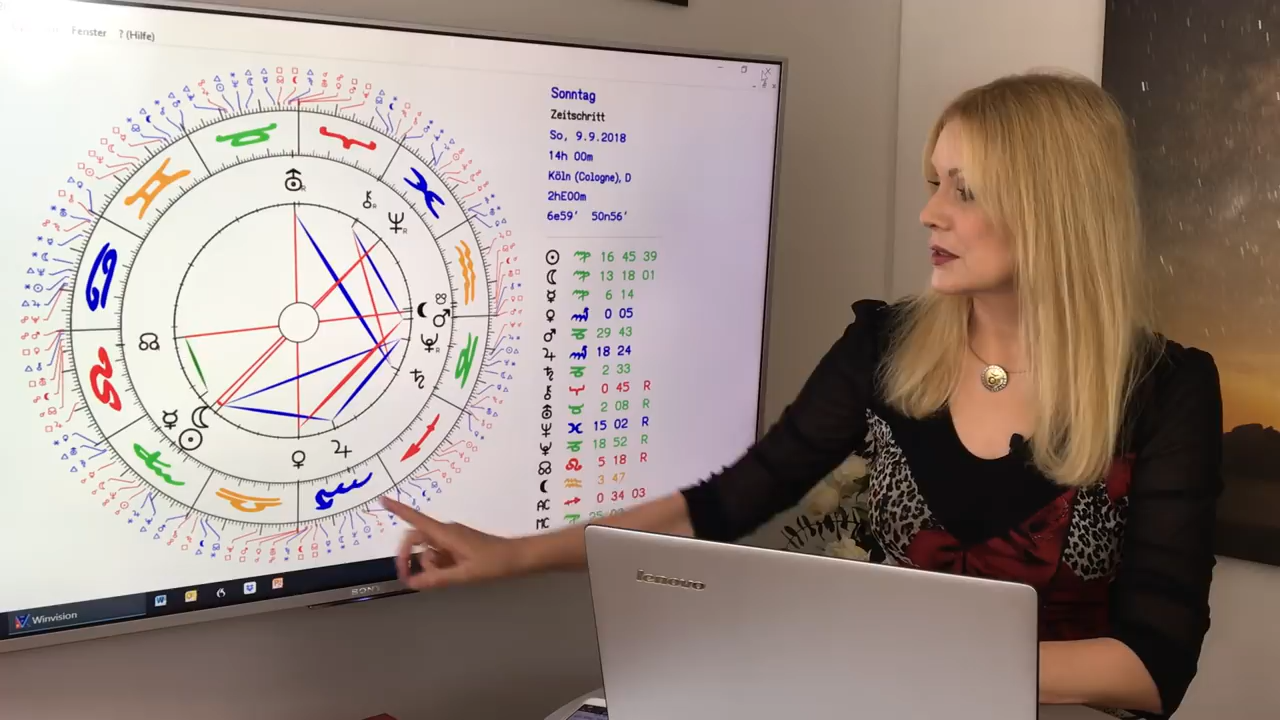 Fenster ? (Hilfe)
Sonntag
Zeitschritt
So, 9.9.2018
14h 00m
Köln (Cologne), D
2hE00m
6e59' 50n56'
☉ ♍ 16 45 39
☾ ♍ 13 18 01
☿ ♍ 6 14
♀ ♏ 0 05
♂ ♑ 29 43
♃ ♏ 18 24
♄ ♑ 2 33
⚷ ♈ 0 45 R
⛢ ♉ 2 08 R
♆ ♓ 15 02 R
♑ 18 52 R
☊ ♌ 5 18 R
♒ 3 47
AC ♐ 0 34 03
MC
Winvision
SONY
lenovo